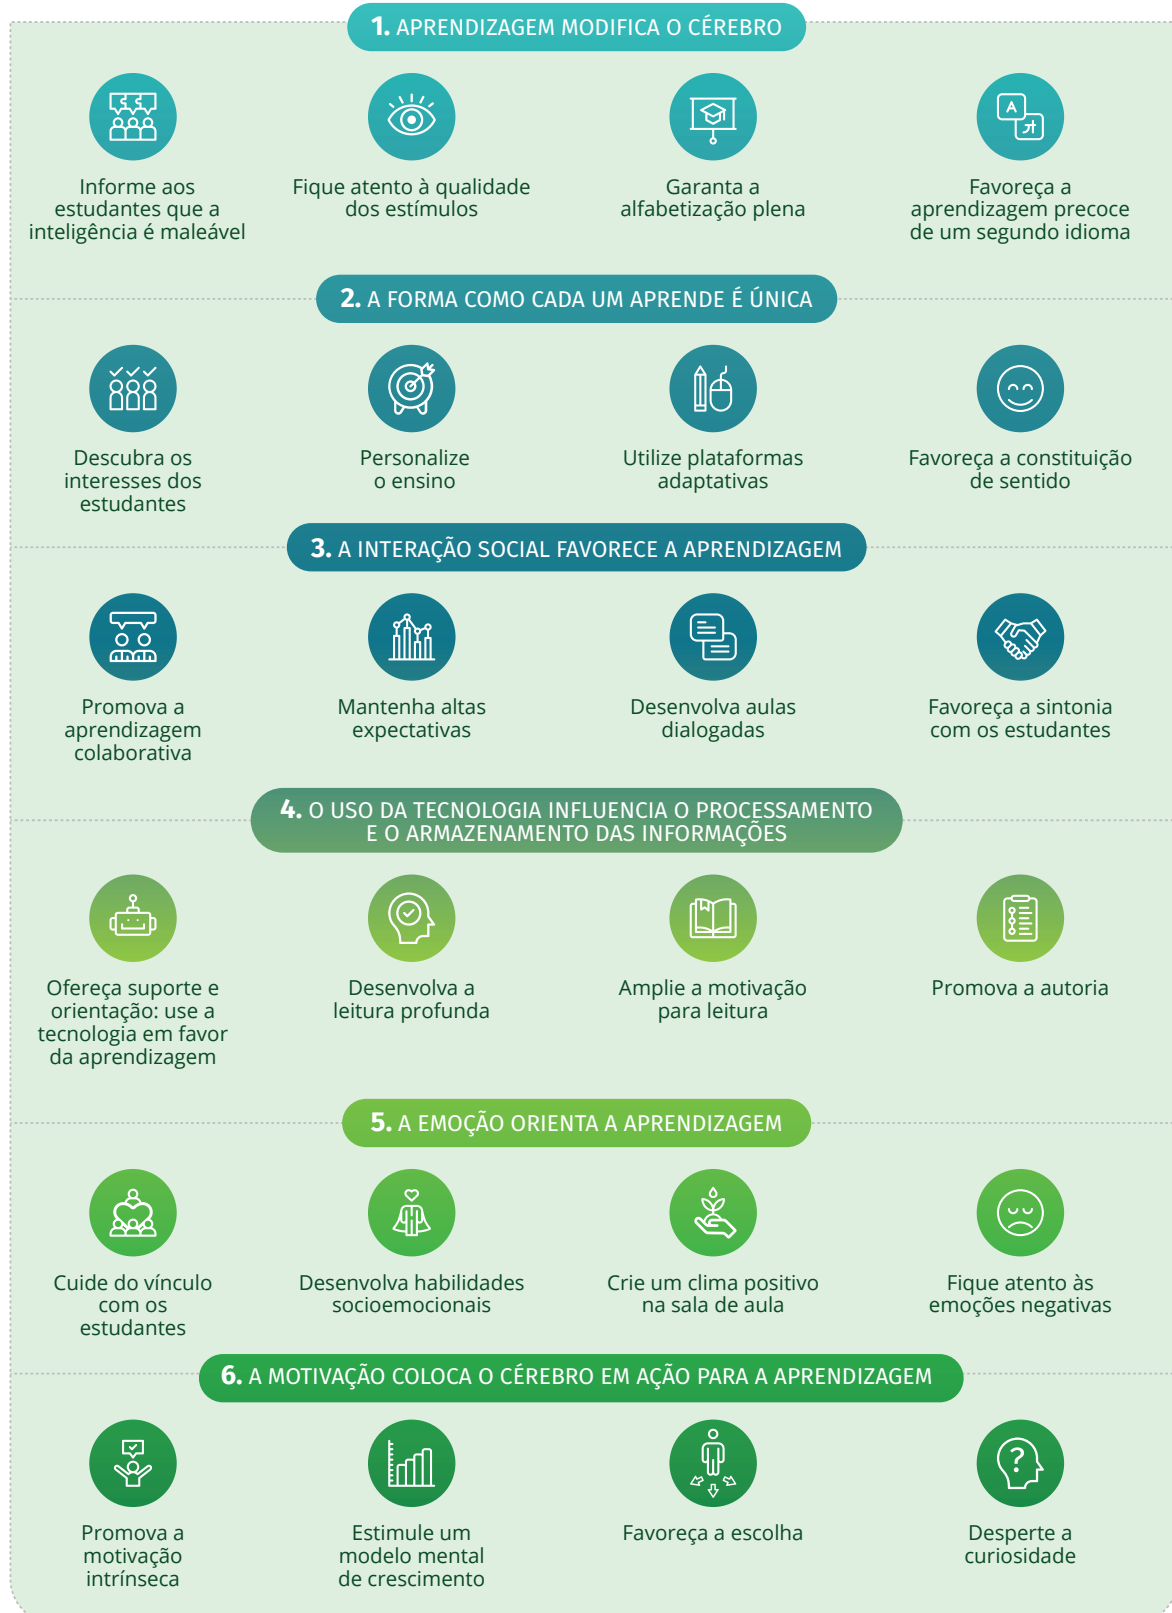 1. APRENDIZAGEM MODIFICA O CÉREBRO
Informe aos
estudantes que a
inteligência é maleável
Fique atento à qualidade
dos estímulos
Garanta a
alfabetização plena
Favoreça a
aprendizagem precoce
de um segundo idioma
2. A FORMA COMO CADA UM APRENDE É ÚNICA
Descubra os
interesses dos
estudantes
Personalize
o ensino
Utilize plataformas
adaptativas
Favoreça a constituição
de sentido
3. A INTERAÇÃO SOCIAL FAVORECE A APRENDIZAGEM
Promova a
aprendizagem
colaborativa
Mantenha altas
expectativas
Desenvolva aulas
dialogadas
Favoreça a sintonia
com os estudantes
4. O USO DA TECNOLOGIA INFLUENCIA O PROCESSAMENTO
E O ARMAZENAMENTO DAS INFORMAÇÕES
Ofereça suporte e
orientação: use a
tecnologia em favor
da aprendizagem
Desenvolva a
leitura profunda
Amplie a motivação
para leitura
Promova a autoria
5. A EMOÇÃO ORIENTA A APRENDIZAGEM
Cuide do vínculo
com os
estudantes
Desenvolva habilidades
socioemocionais
Crie um clima positivo
na sala de aula
Fique atento às
emoções negativas
6. A MOTIVAÇÃO COLOCA O CÉREBRO EM AÇÃO PARA A APRENDIZAGEM
Promova a
motivação
intrínseca
Estimule um
modelo mental
de crescimento
Favoreça a escolha
Desperte a
curiosidade